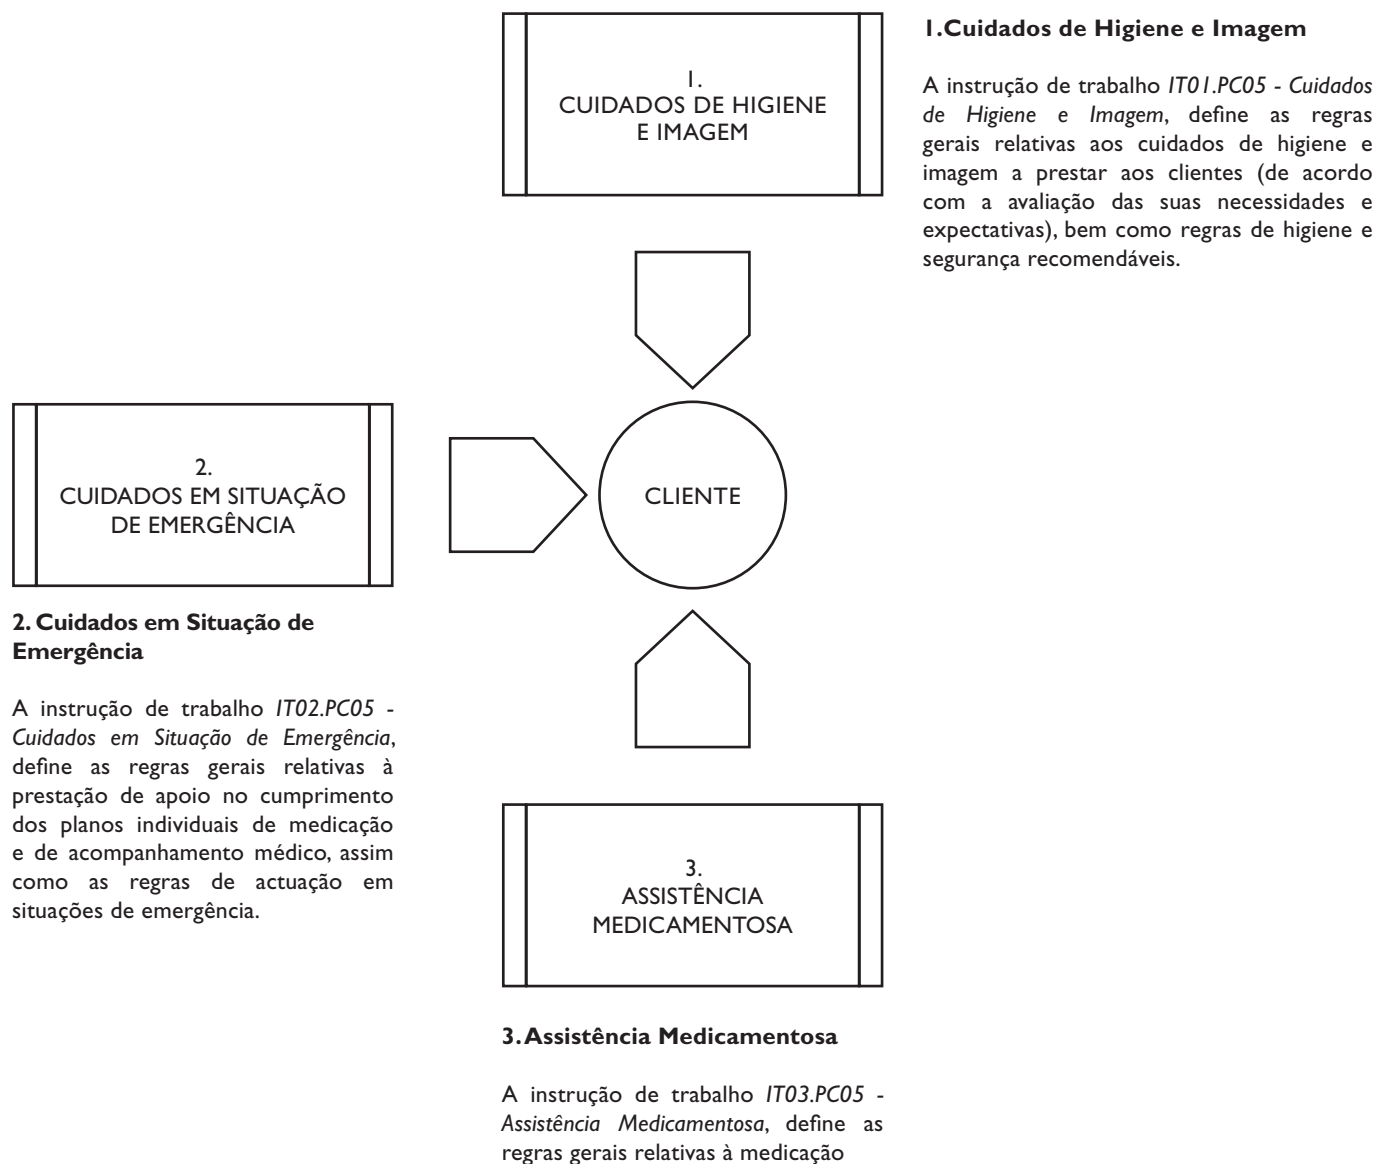 1.
CUIDADOS DE HIGIENE
E IMAGEM
1.Cuidados de Higiene e Imagem
A instrução de trabalho IT01.PC05 - Cuidados
de Higiene e Imagem, define as regras
gerais relativas aos cuidados de higiene e
imagem a prestar aos clientes (de acordo
com a avaliação das suas necessidades e
expectativas), bem como regras de higiene e
segurança recomendáveis.
2.
CUIDADOS EM SITUAÇÃO
DE EMERGÊNCIA
CLIENTE
2. Cuidados em Situação de
Emergência
A instrução de trabalho IT02.PC05 -
Cuidados em Situação de Emergência,
define as regras gerais relativas à
prestação de apoio no cumprimento
dos planos individuais de medicação
e de acompanhamento médico, assim
como as regras de actuação em
situações de emergência.
3.
ASSISTÊNCIA
MEDICAMENTOSA
3. Assistência Medicamentosa
A instrução de trabalho IT03.PC05 -
Assistência Medicamentosa, define as
regras gerais relativas à medicação